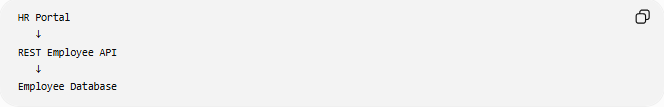 HR Portal
↓
REST Employee API
↓
Employee Database